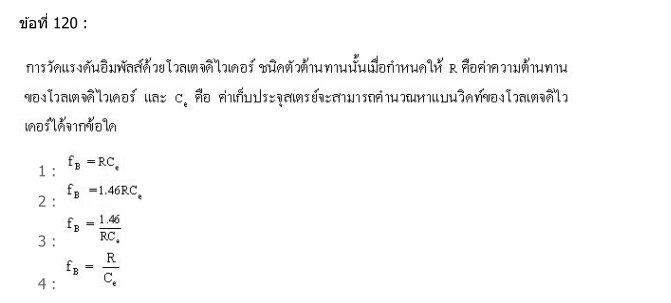 ข้อที่ 120 :
การวัดแรงดันอิมพัลส์ด้วยโวลเตจดิไวเดอร์ ชนิดตัวต้านทานนั้นเมื่อกำหนดให้ R คือค่าความต้านทาน
ของโวลเตจดิไวเดอร์ และ Cₑ คือ ค่าเก็บประจุสเตรย์จะสามารถคำนวณหาแบนวิดท์ของโวลเตจดิไว
เดอร์ได้จากข้อใด
1 : f_B = RCₑ
2 : f_B =1.46RCₑ
3 : f_B = 1.46/RCₑ
4 : f_B = R/Cₑ